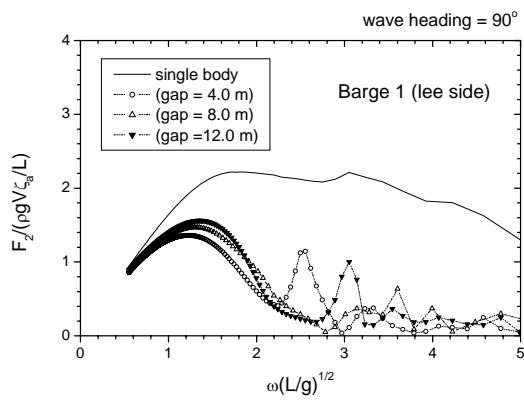 wave heading = 90°
4
3
2
1
0
F₂/(ρgVζₐ/L)
single body
(gap = 4.0 m)
(gap = 8.0 m)
(gap =12.0 m)
Barge 1 (lee side)
0 1 2 3 4 5
ω(L/g)^1/2